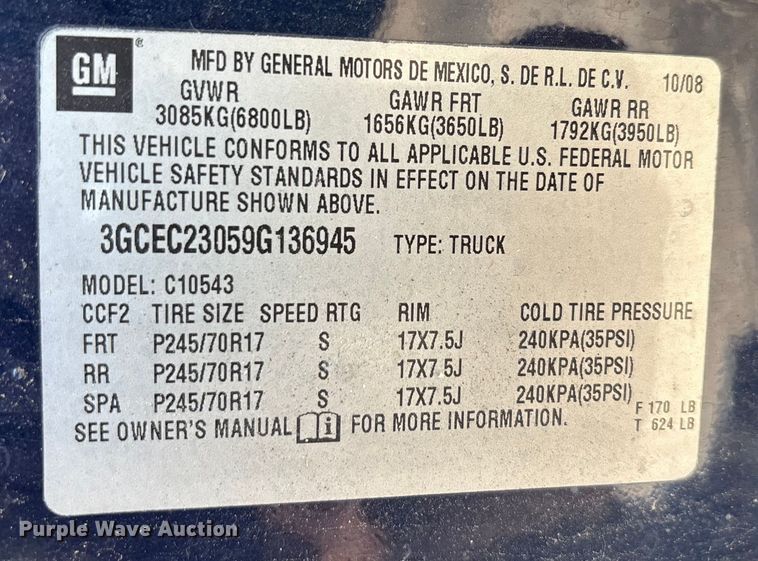 GM ®
MFD BY GENERAL MOTORS DE MEXICO, S. DE R.L. DE C.V. 10/08
GVWR GAWR FRT GAWR RR
3085KG(6800LB) 1656KG(3650LB) 1792KG(3950LB)
THIS VEHICLE CONFORMS TO ALL APPLICABLE U.S. FEDERAL MOTOR
VEHICLE SAFETY STANDARDS IN EFFECT ON THE DATE OF
MANUFACTURE SHOWN ABOVE.
3GCEC23059G136945 TYPE: TRUCK
MODEL: C10543
CCF2 TIRE SIZE SPEED RTG RIM COLD TIRE PRESSURE
FRT P245/70R17 S 17X7.5J 240KPA(35PSI)
RR P245/70R17 S 17X7.5J 240KPA(35PSI)
SPA P245/70R17 S 17X7.5J 240KPA(35PSI)
F 170 LB
SEE OWNER'S MANUAL i FOR MORE INFORMATION. T 624 LB
Purple Wave Auction